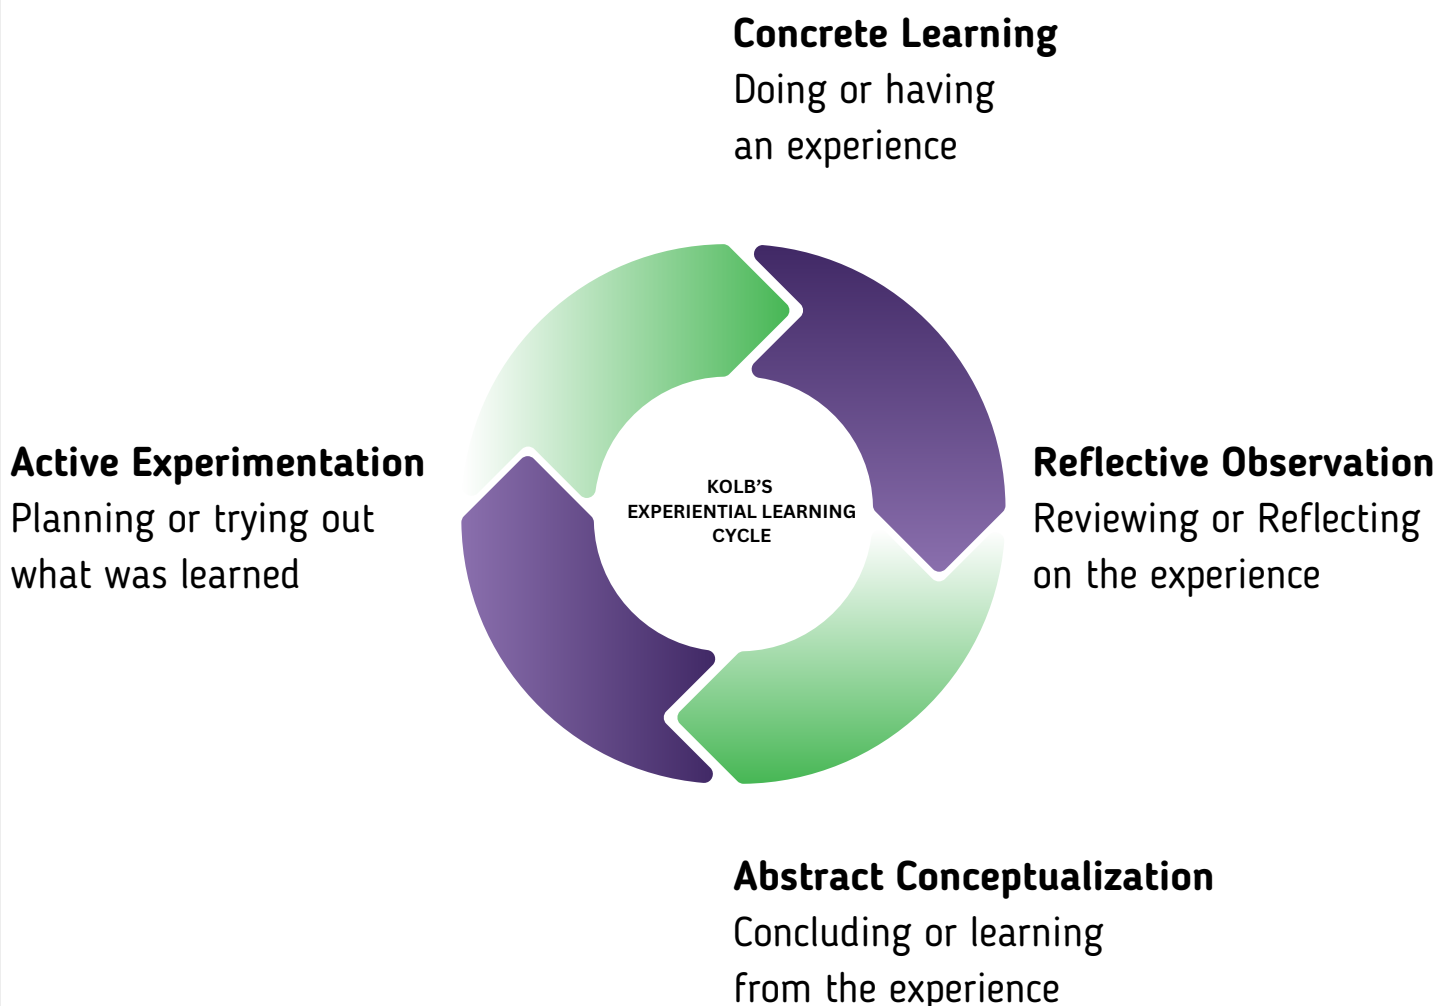 Concrete Learning
Doing or having
an experience
Active Experimentation
Planning or trying out
what was learned
KOLB’S
EXPERIENTIAL LEARNING
CYCLE
Reflective Observation
Reviewing or Reflecting
on the experience
Abstract Conceptualization
Concluding or learning
from the experience